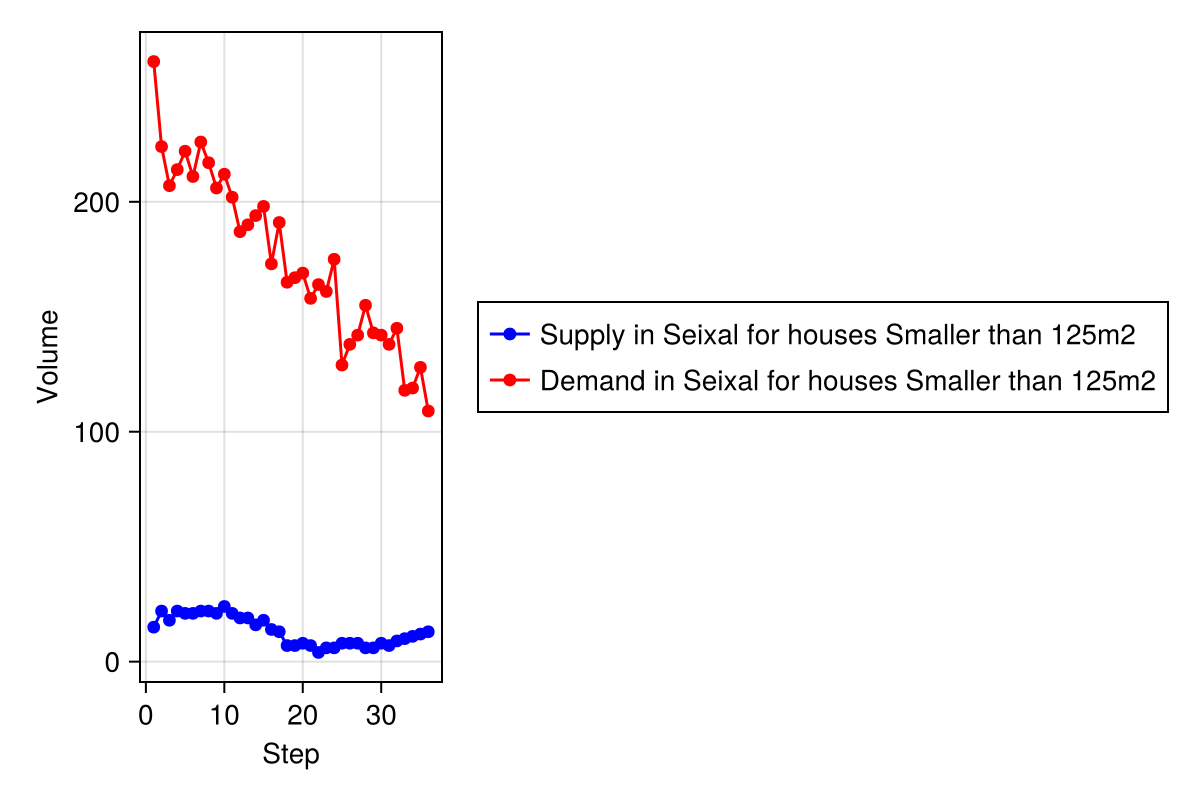 200
100
0
Volume
0 10 20 30
Step
Supply in Seixal for houses Smaller than 125m2
Demand in Seixal for houses Smaller than 125m2